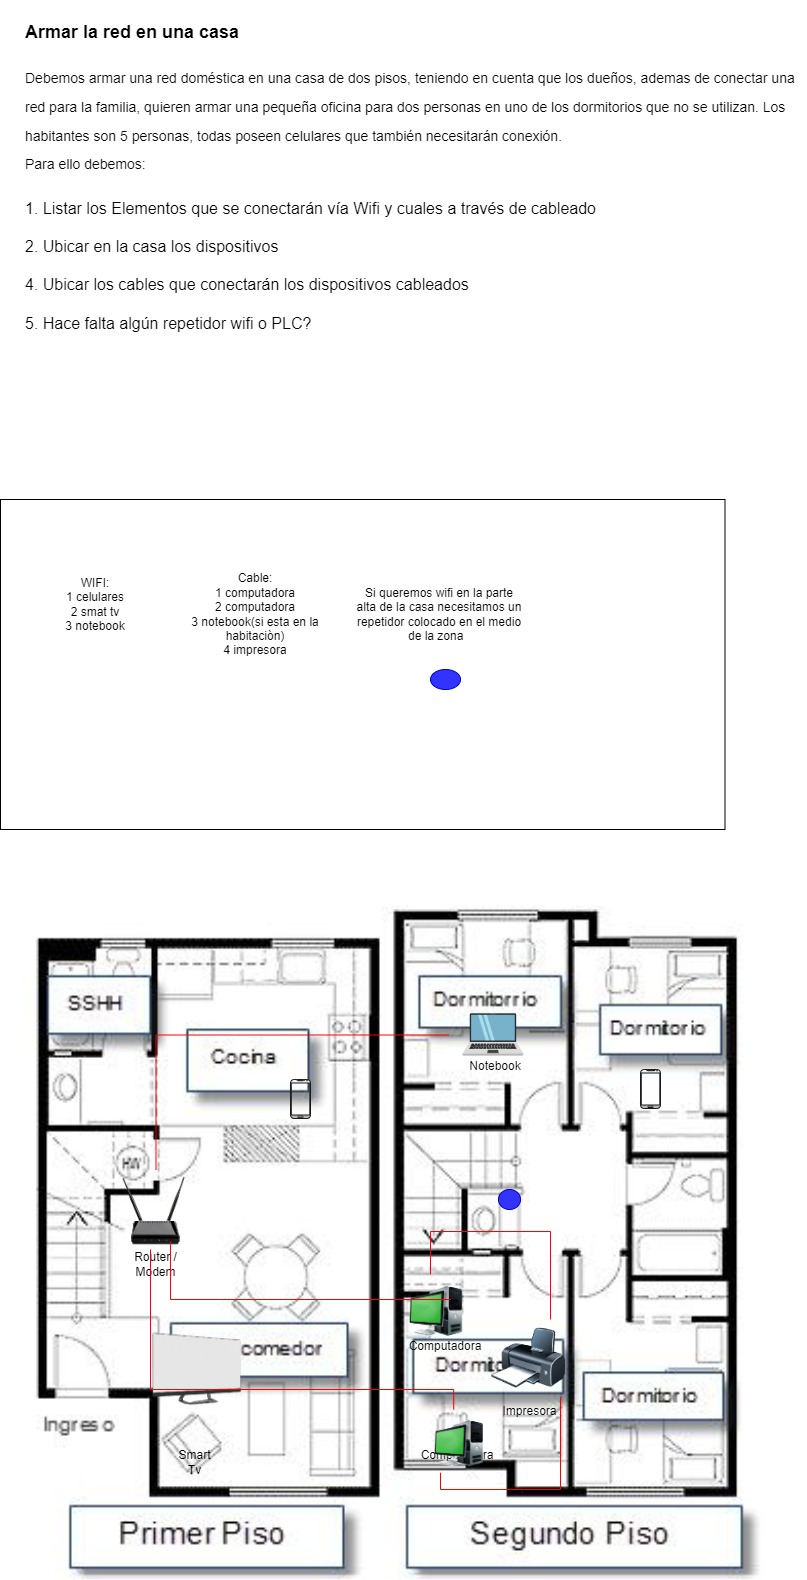 Armar la red en una casa
Debemos armar una red doméstica en una casa de dos pisos, teniendo en cuenta que los dueños, ademas de conectar una
red para la familia, quieren armar una pequeña oficina para dos personas en uno de los dormitorios que no se utilizan. Los
habitantes son 5 personas, todas poseen celulares que también necesitarán conexión.
Para ello debemos:
1. Listar los Elementos que se conectarán vía Wifi y cuales a través de cableado
2. Ubicar en la casa los dispositivos
4. Ubicar los cables que conectarán los dispositivos cableados
5. Hace falta algún repetidor wifi o PLC?
WIFI:
1 celulares
2 smat tv
3 notebook
Cable:
1 computadora
2 computadora
3 notebook(si esta en la
habitaciòn)
4 impresora
Si queremos wifi en la parte
alta de la casa necesitamos un
repetidor colocado en el medio
de la zona
SSHH
Cocina
HW
Router /
Modem
comedor
Ingreso
Smart
Tv
Primer Piso
Dormitorrio
Notebook
Dormitorio
Computadora
Dormito
Impresora
Dormitorio
Segundo Piso